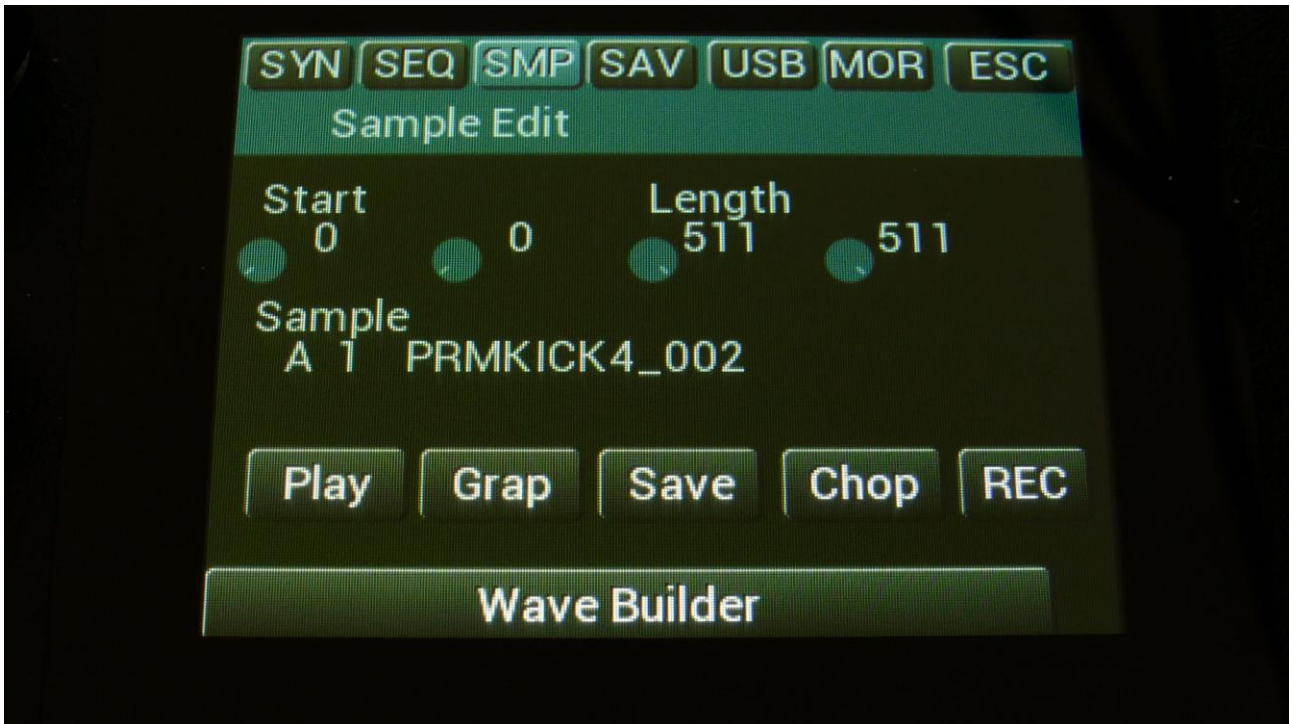 SYN SEQ SMP SAV USB MOR ESC
Sample Edit
Start Length
0 0 511 511
Sample
A 1 PRMKICK4_002
Play Grap Save Chop REC
Wave Builder